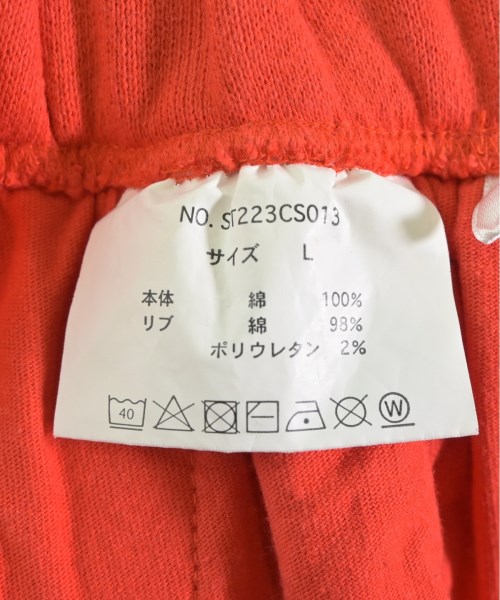 NO. ST223CS013
サイズ L
本体 綿 100%
リブ 綿 98%
ポリウレタン 2%
40 W